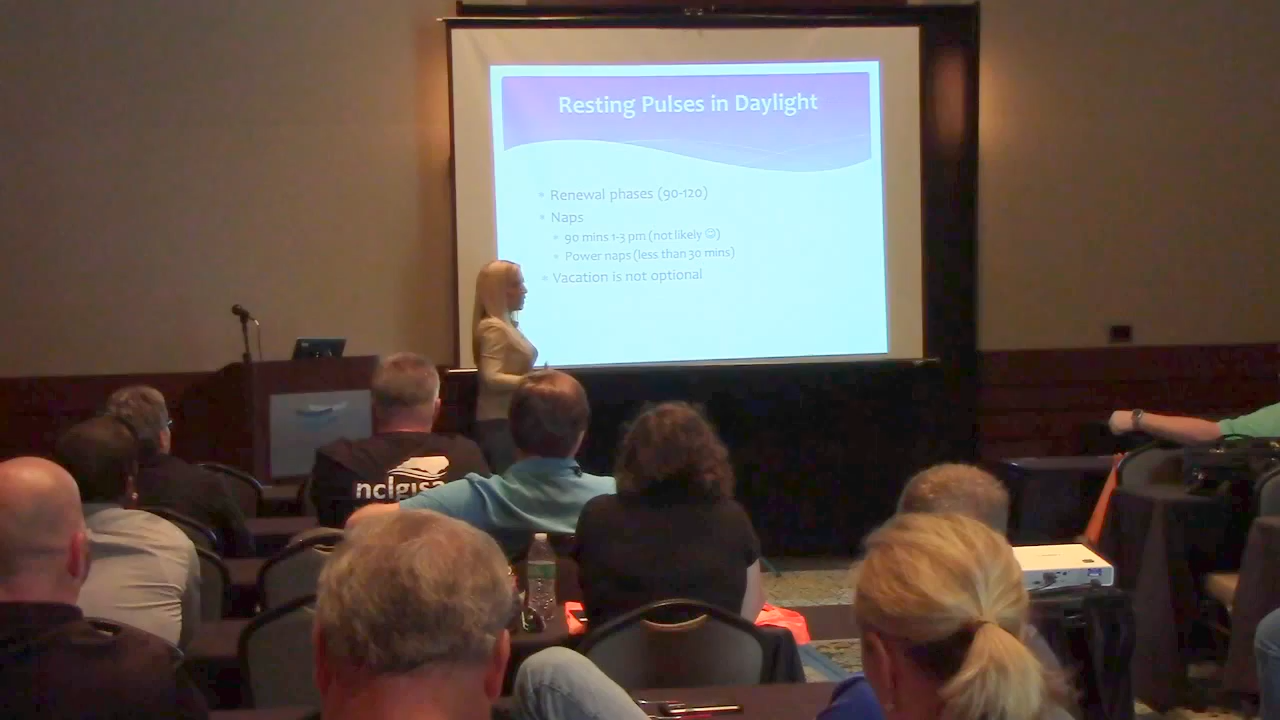 Resting Pulses in Daylight
Renewal phases (90-120)
Naps
90 mins 1-3 pm (not likely ☺)
Power naps (less than 30 mins)
Vacation is not optional
nclgisa